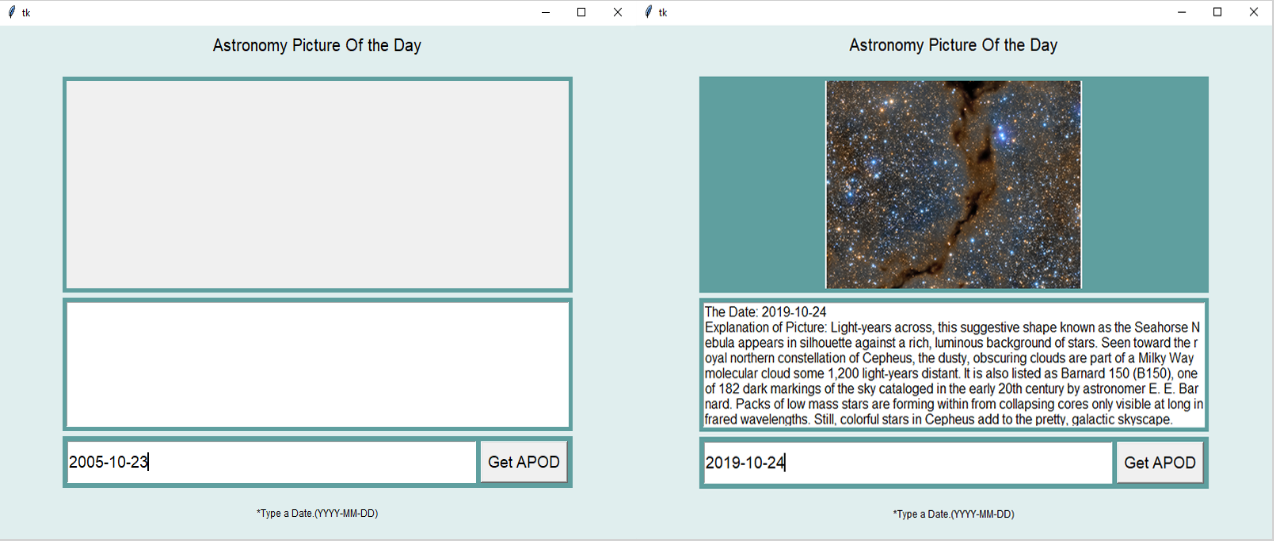 tk
Astronomy Picture Of the Day
2005-10-23
Get APOD
*Type a Date.(YYYY-MM-DD)
tk
Astronomy Picture Of the Day
The Date: 2019-10-24
Explanation of Picture: Light-years across, this suggestive shape known as the Seahorse N
ebula appears in silhouette against a rich, luminous background of stars. Seen toward the r
oyal northern constellation of Cepheus, the dusty, obscuring clouds are part of a Milky Way
molecular cloud some 1,200 light-years distant. It is also listed as Barnard 150 (B150), one
of 182 dark markings of the sky cataloged in the early 20th century by astronomer E. E. Bar
nard. Packs of low mass stars are forming within from collapsing cores only visible at long in
frared wavelengths. Still, colorful stars in Cepheus add to the pretty, galactic skyscape.
2019-10-24
Get APOD
*Type a Date.(YYYY-MM-DD)